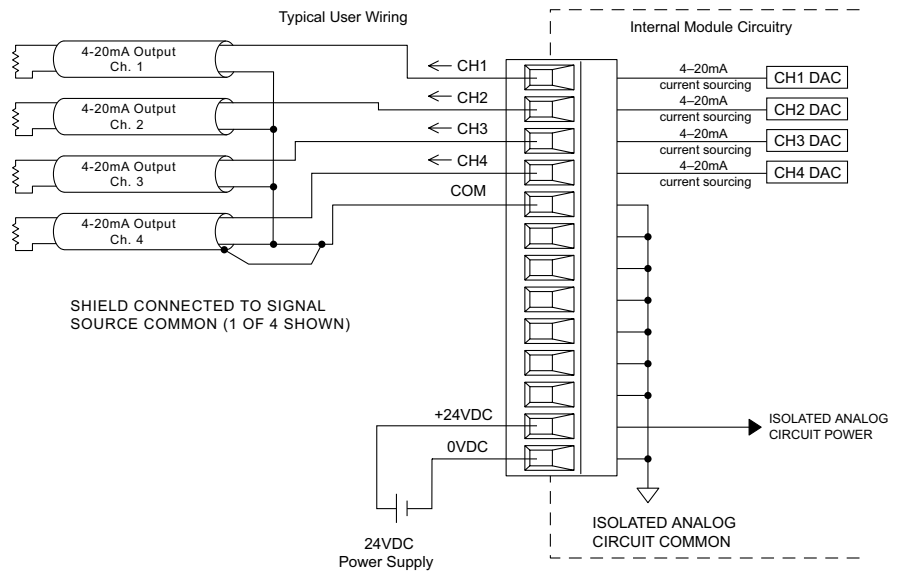 Typical User Wiring
Internal Module Circuitry
4-20mA Output
Ch. 1
4-20mA Output
Ch. 2
4-20mA Output
Ch. 3
4-20mA Output
Ch. 4
CH1
CH2
CH3
CH4
COM
4–20mA
current sourcing
CH1 DAC
4–20mA
current sourcing
CH2 DAC
4–20mA
current sourcing
CH3 DAC
4–20mA
current sourcing
CH4 DAC
SHIELD CONNECTED TO SIGNAL
SOURCE COMMON (1 OF 4 SHOWN)
+24VDC
0VDC
ISOLATED ANALOG
CIRCUIT POWER
24VDC
Power Supply
ISOLATED ANALOG
CIRCUIT COMMON